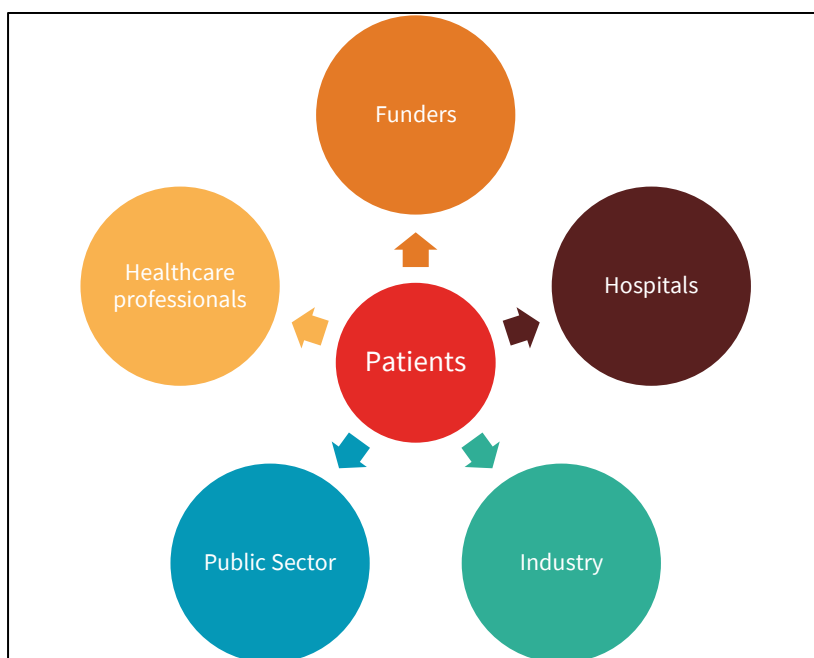 Funders
Healthcare
professionals
Hospitals
Patients
Public Sector
Industry